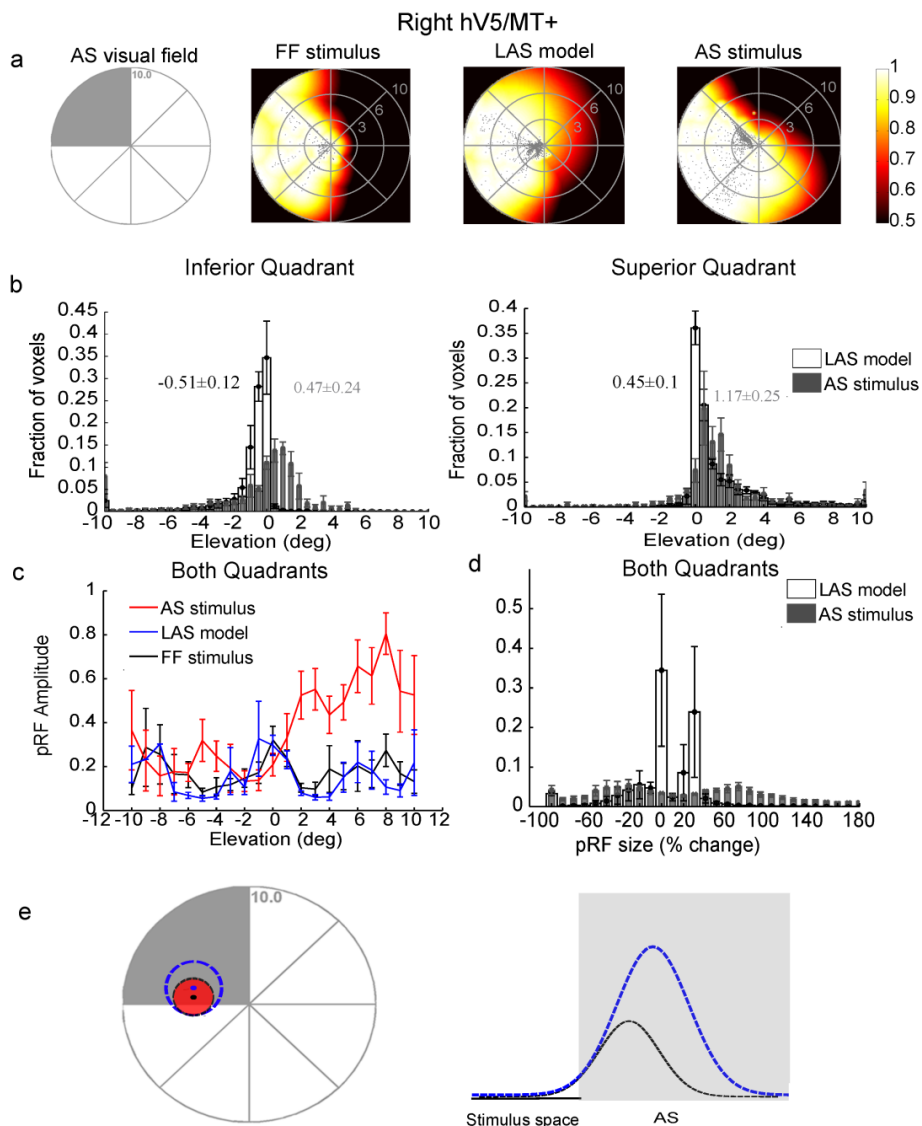 Right hV5/MT+
a
AS visual field
FF stimulus
LAS model
AS stimulus
10.0
10
6
3
10
6
3
10
6
3
1
0.9
0.8
0.7
0.6
0.5
b
Inferior Quadrant
Superior Quadrant
0.45
0.4
0.35
0.3
0.25
0.2
0.15
0.1
0.05
0
-0.51±0.12
0.47±0.24
Fraction of voxels
-10 -8 -6 -4 -2 0 2 4 6 8 10
Elevation (deg)
0.4
0.35
0.3
0.25
0.2
0.15
0.1
0.05
0
0.45±0.1
1.17±0.25
LAS model
AS stimulus
Fraction of voxels
-10 -8 -6 -4 -2 0 2 4 6 8 10
Elevation (deg)
c
Both Quadrants
1
0.8
0.6
0.4
0.2
0
AS stimulus
LAS model
FF stimulus
pRF Amplitude
-12 -10 -8 -6 -4 -2 0 2 4 6 8 10 12
Elevation (deg)
d
Both Quadrants
LAS model
AS stimulus
0.5
0.4
0.3
0.2
0.1
0
-100 -60 -20 0 20 60 100 140 180
pRF size (% change)
e
10.0
Stimulus space
AS